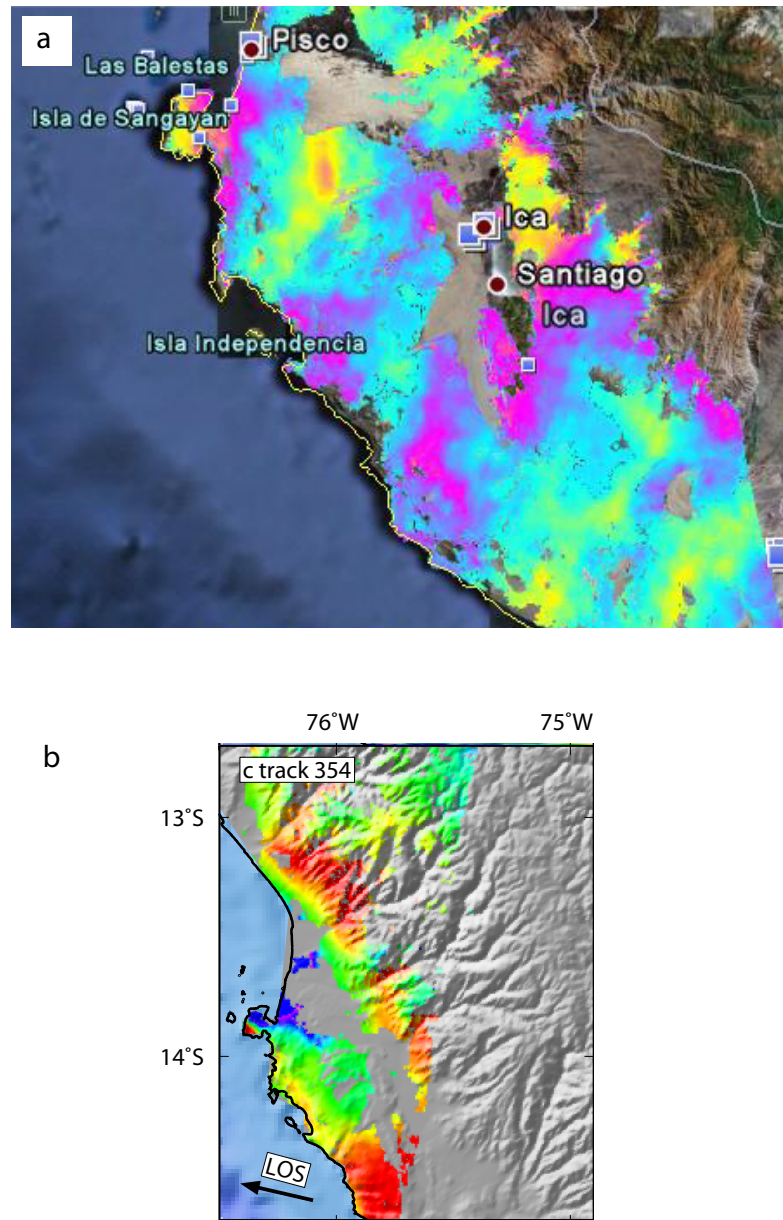 a
Pisco
Las Balestas
Isla de Sangayan
Ica
Santiago
Ica
Isla Independencia
b
76˚W
75˚W
c track 354
13˚S
14˚S
LOS